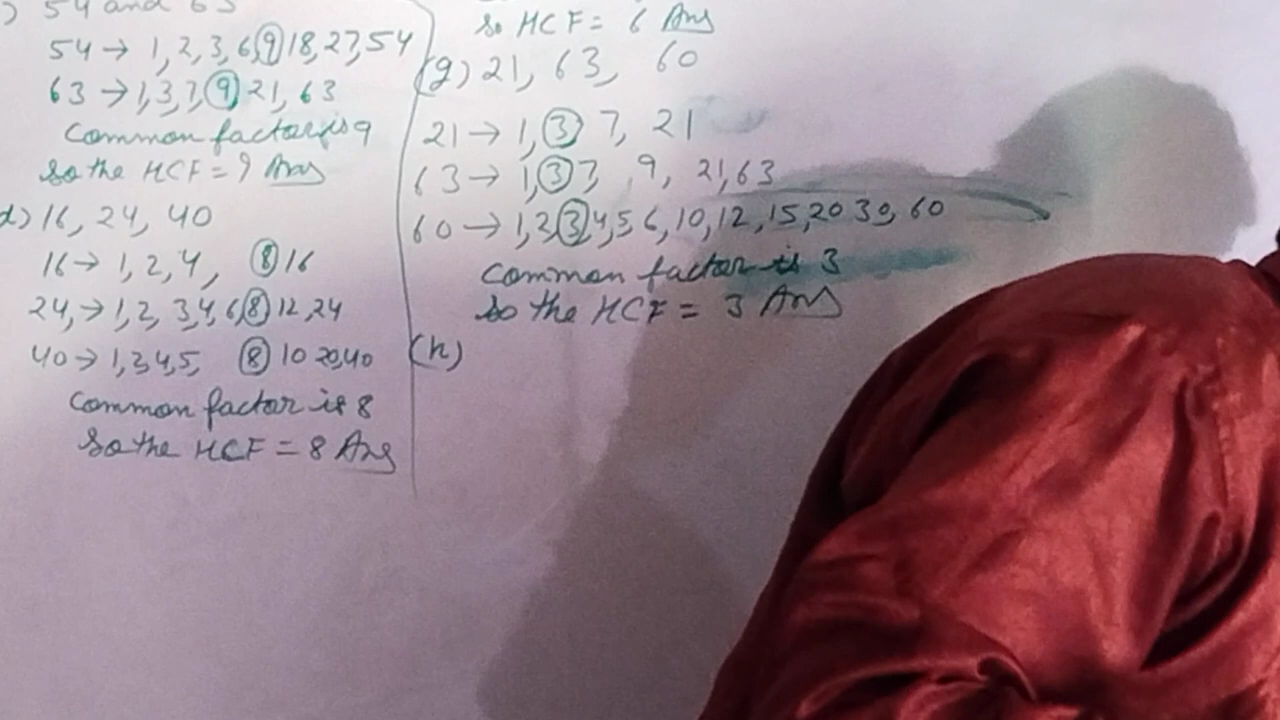 ) 54 and 63
54 → 1, 2, 3, 6, 9 18, 27, 54
63 → 1, 3, 7, 9 21, 63
Common factor is 9
So the HCF = 9 Ans
d) 16, 24, 40
16 → 1, 2, 4, 8 16
24, → 1, 2, 3, 4, 6, 8 12, 24
40 → 1, 2, 4, 5, 8 10 20, 40
Common factor is 8
So the HCF = 8 Ans
So HCF = 6 Ans
(g) 21, 63, 60
21 → 1, 3 7, 21
63 → 1, 3 7, 9, 21, 63
60 → 1, 2, 3 4, 5 6, 10, 12, 15, 20 30, 60
Common factor is 3
So the HCF = 3 Ans
(h)